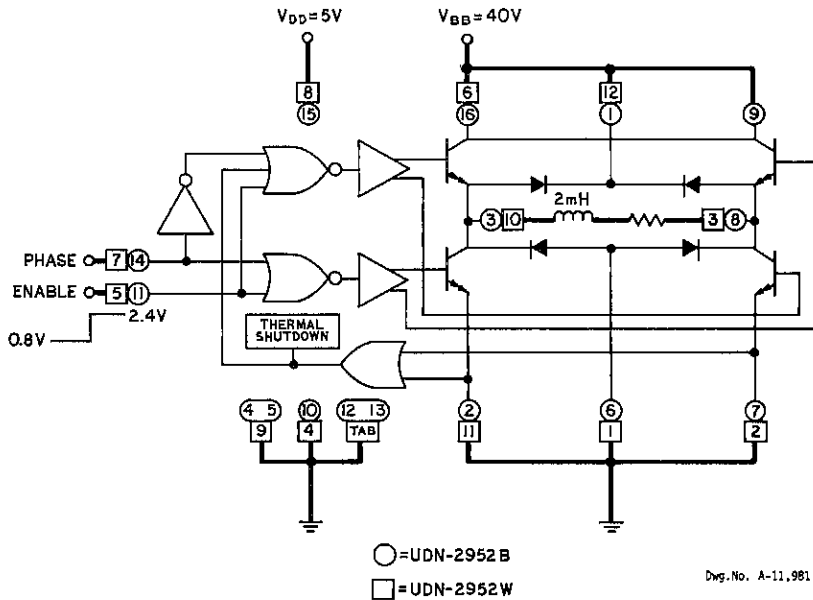 VDD=5V
VBB=40V
8
15
6
16
12
1
9
2mH
3 10
3 8
PHASE 7 14
ENABLE 5 11
2.4V
0.8V
THERMAL
SHUTDOWN
4 5
9
10
4
12 13
TAB
2
11
6
1
7
2
=UDN-2952B
=UDN-2952W
Dwg.No. A-11,981